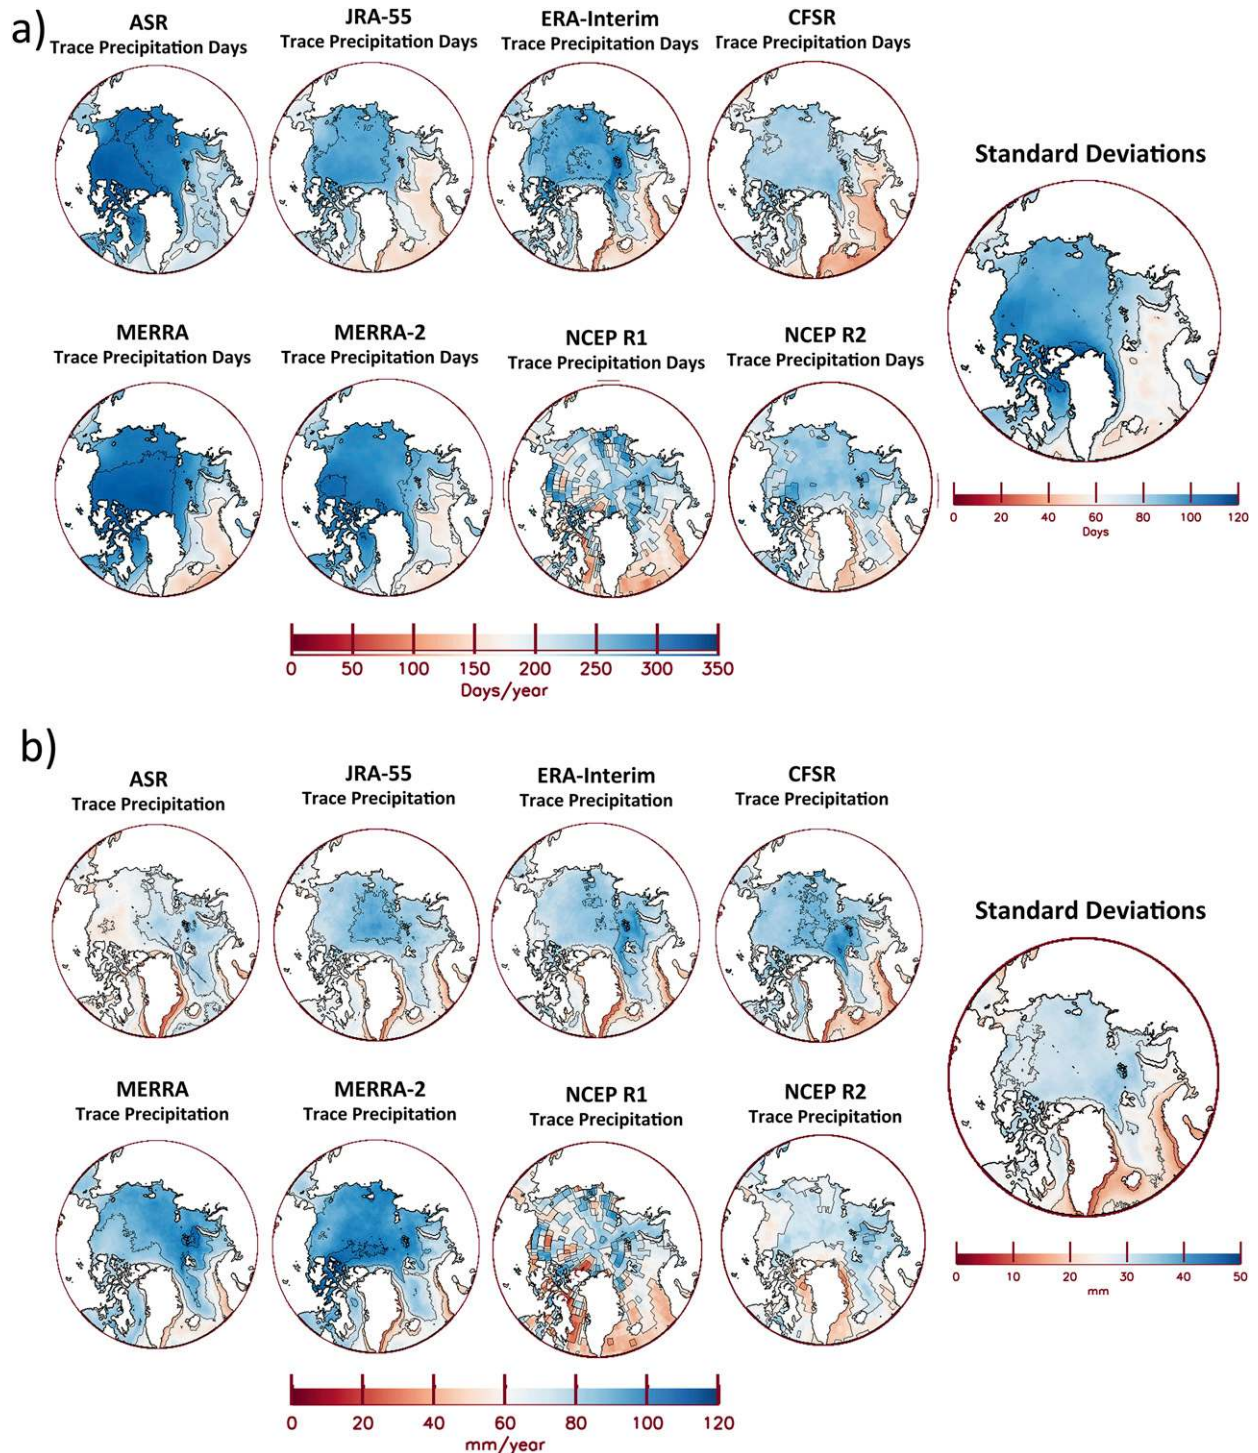 a)
ASR
Trace Precipitation Days
JRA-55
Trace Precipitation Days
ERA-Interim
Trace Precipitation Days
CFSR
Trace Precipitation Days
Standard Deviations
MERRA
Trace Precipitation Days
MERRA-2
Trace Precipitation Days
NCEP R1
Trace Precipitation Days
NCEP R2
Trace Precipitation Days
0 20 40 60 80 100 120
Days
0 50 100 150 200 250 300 350
Days/year
b)
ASR
Trace Precipitation
JRA-55
Trace Precipitation
ERA-Interim
Trace Precipitation
CFSR
Trace Precipitation
Standard Deviations
MERRA
Trace Precipitation
MERRA-2
Trace Precipitation
NCEP R1
Trace Precipitation
NCEP R2
Trace Precipitation
0 10 20 30 40 50
mm
0 20 40 60 80 100 120
mm/year